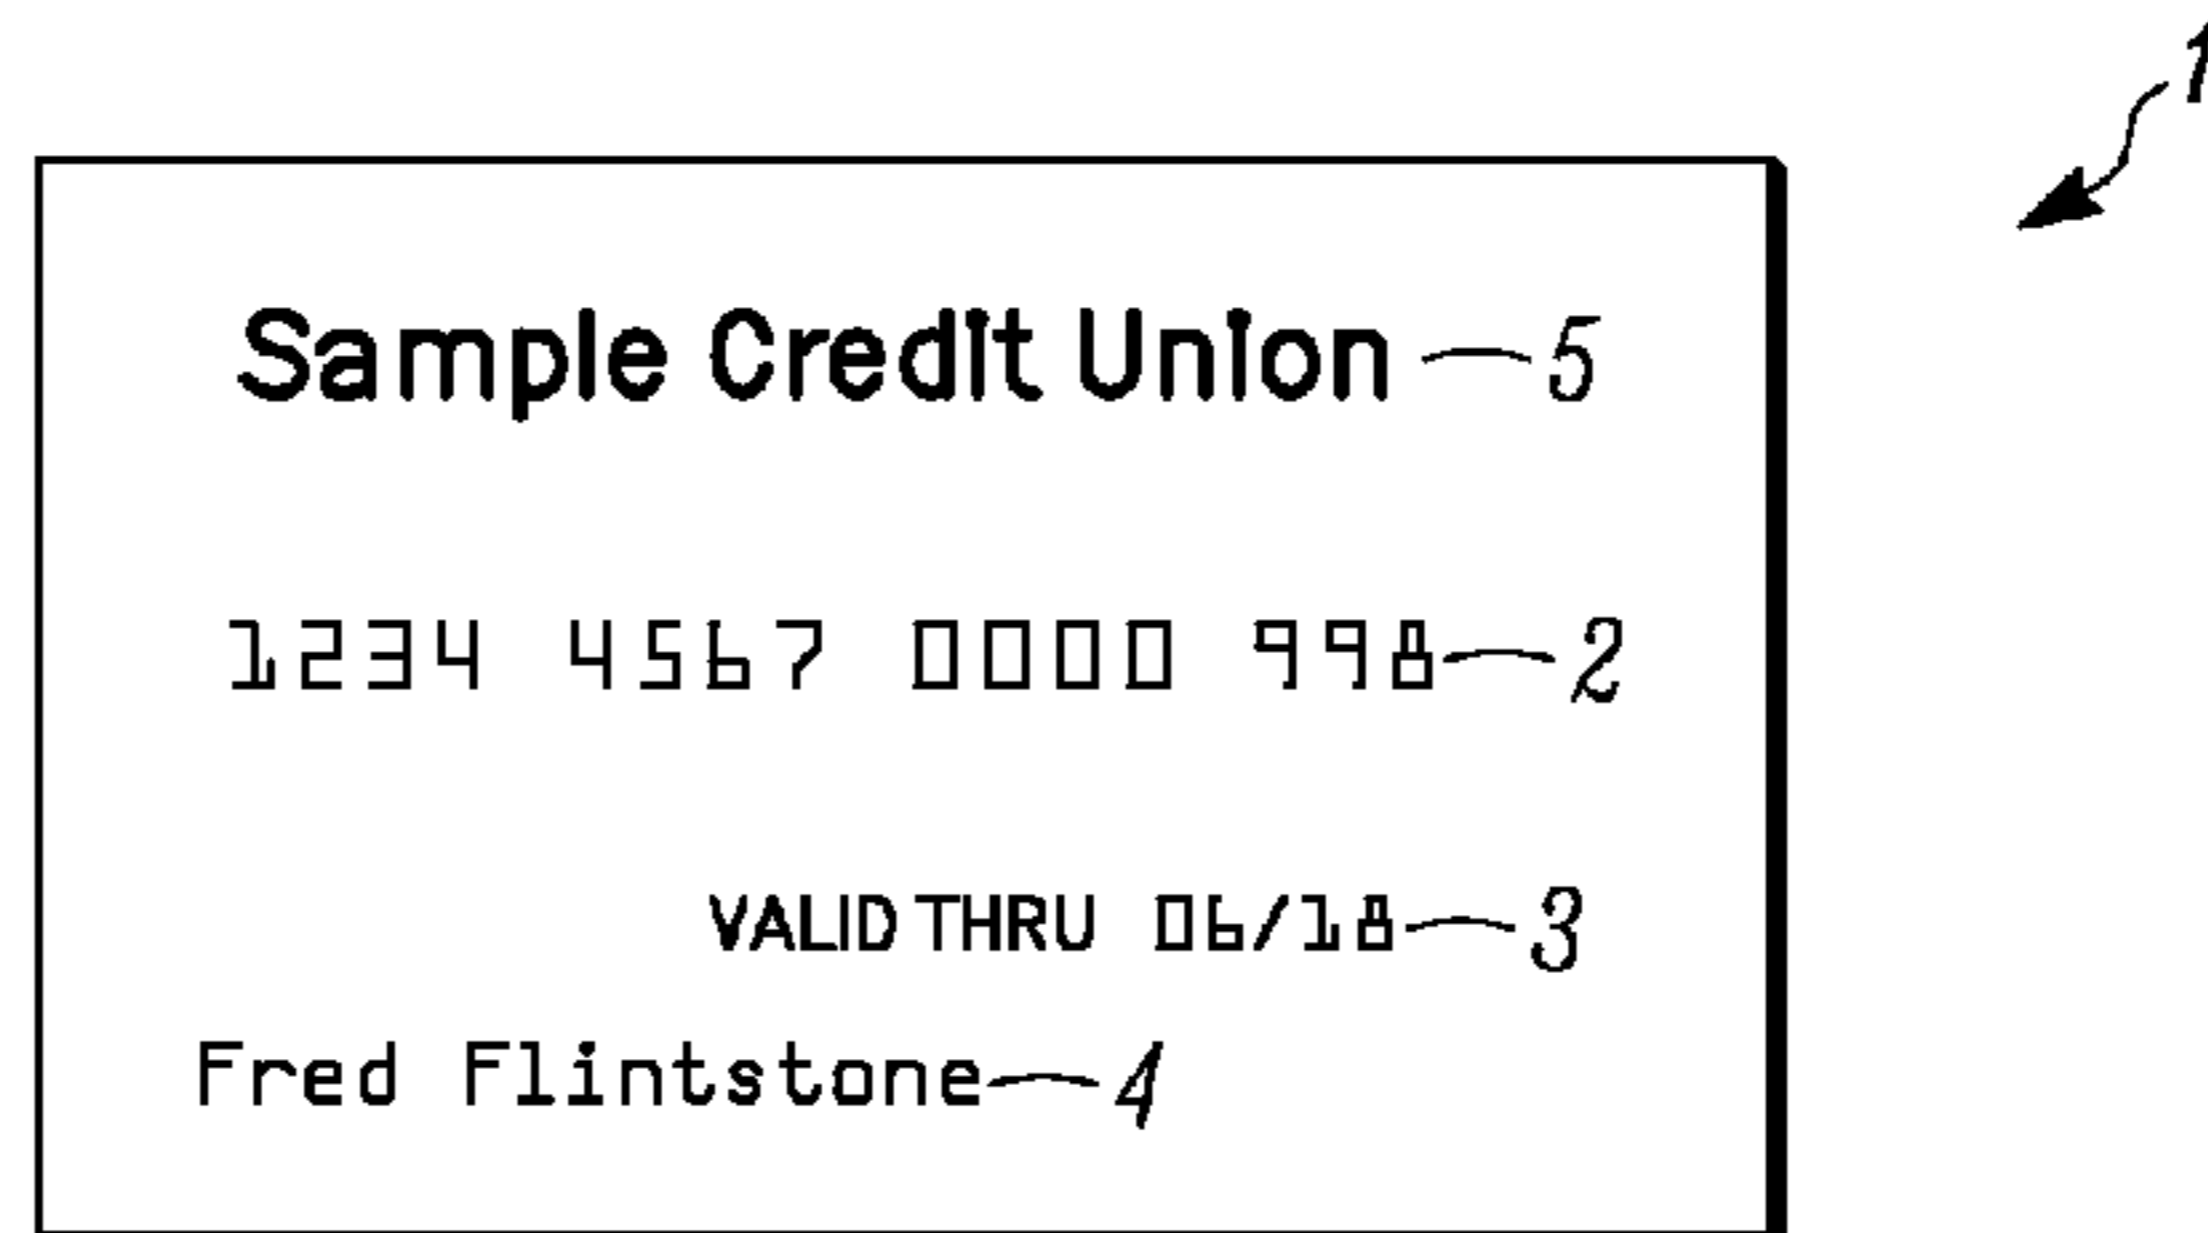 1
Sample Credit Union 5
1234 4567 0000 998 2
VALID THRU 06/18 3
Fred Flintstone 4